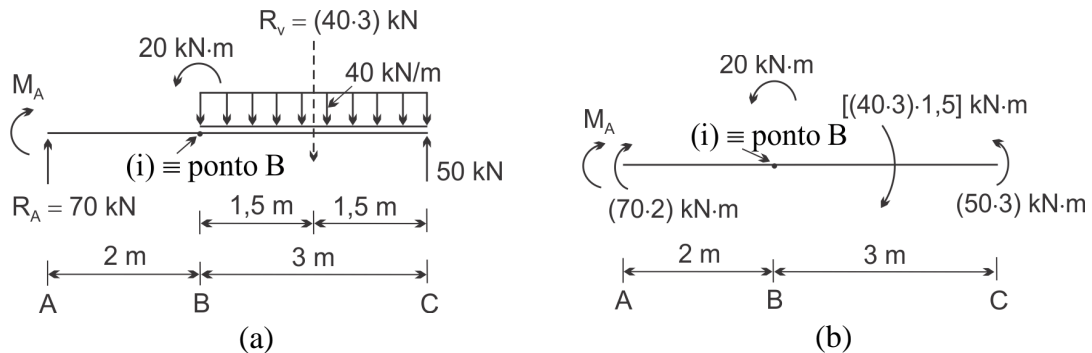 R_v = (40·3) kN
20 kN·m
40 kN/m
M_A
(i) ≡ ponto B
50 kN
R_A = 70 kN
1,5 m 1,5 m
2 m 3 m
A B C
(a)
20 kN·m
[(40·3)·1,5] kN·m
(i) ≡ ponto B
M_A
(70·2) kN·m
(50·3) kN·m
2 m 3 m
A B C
(b)